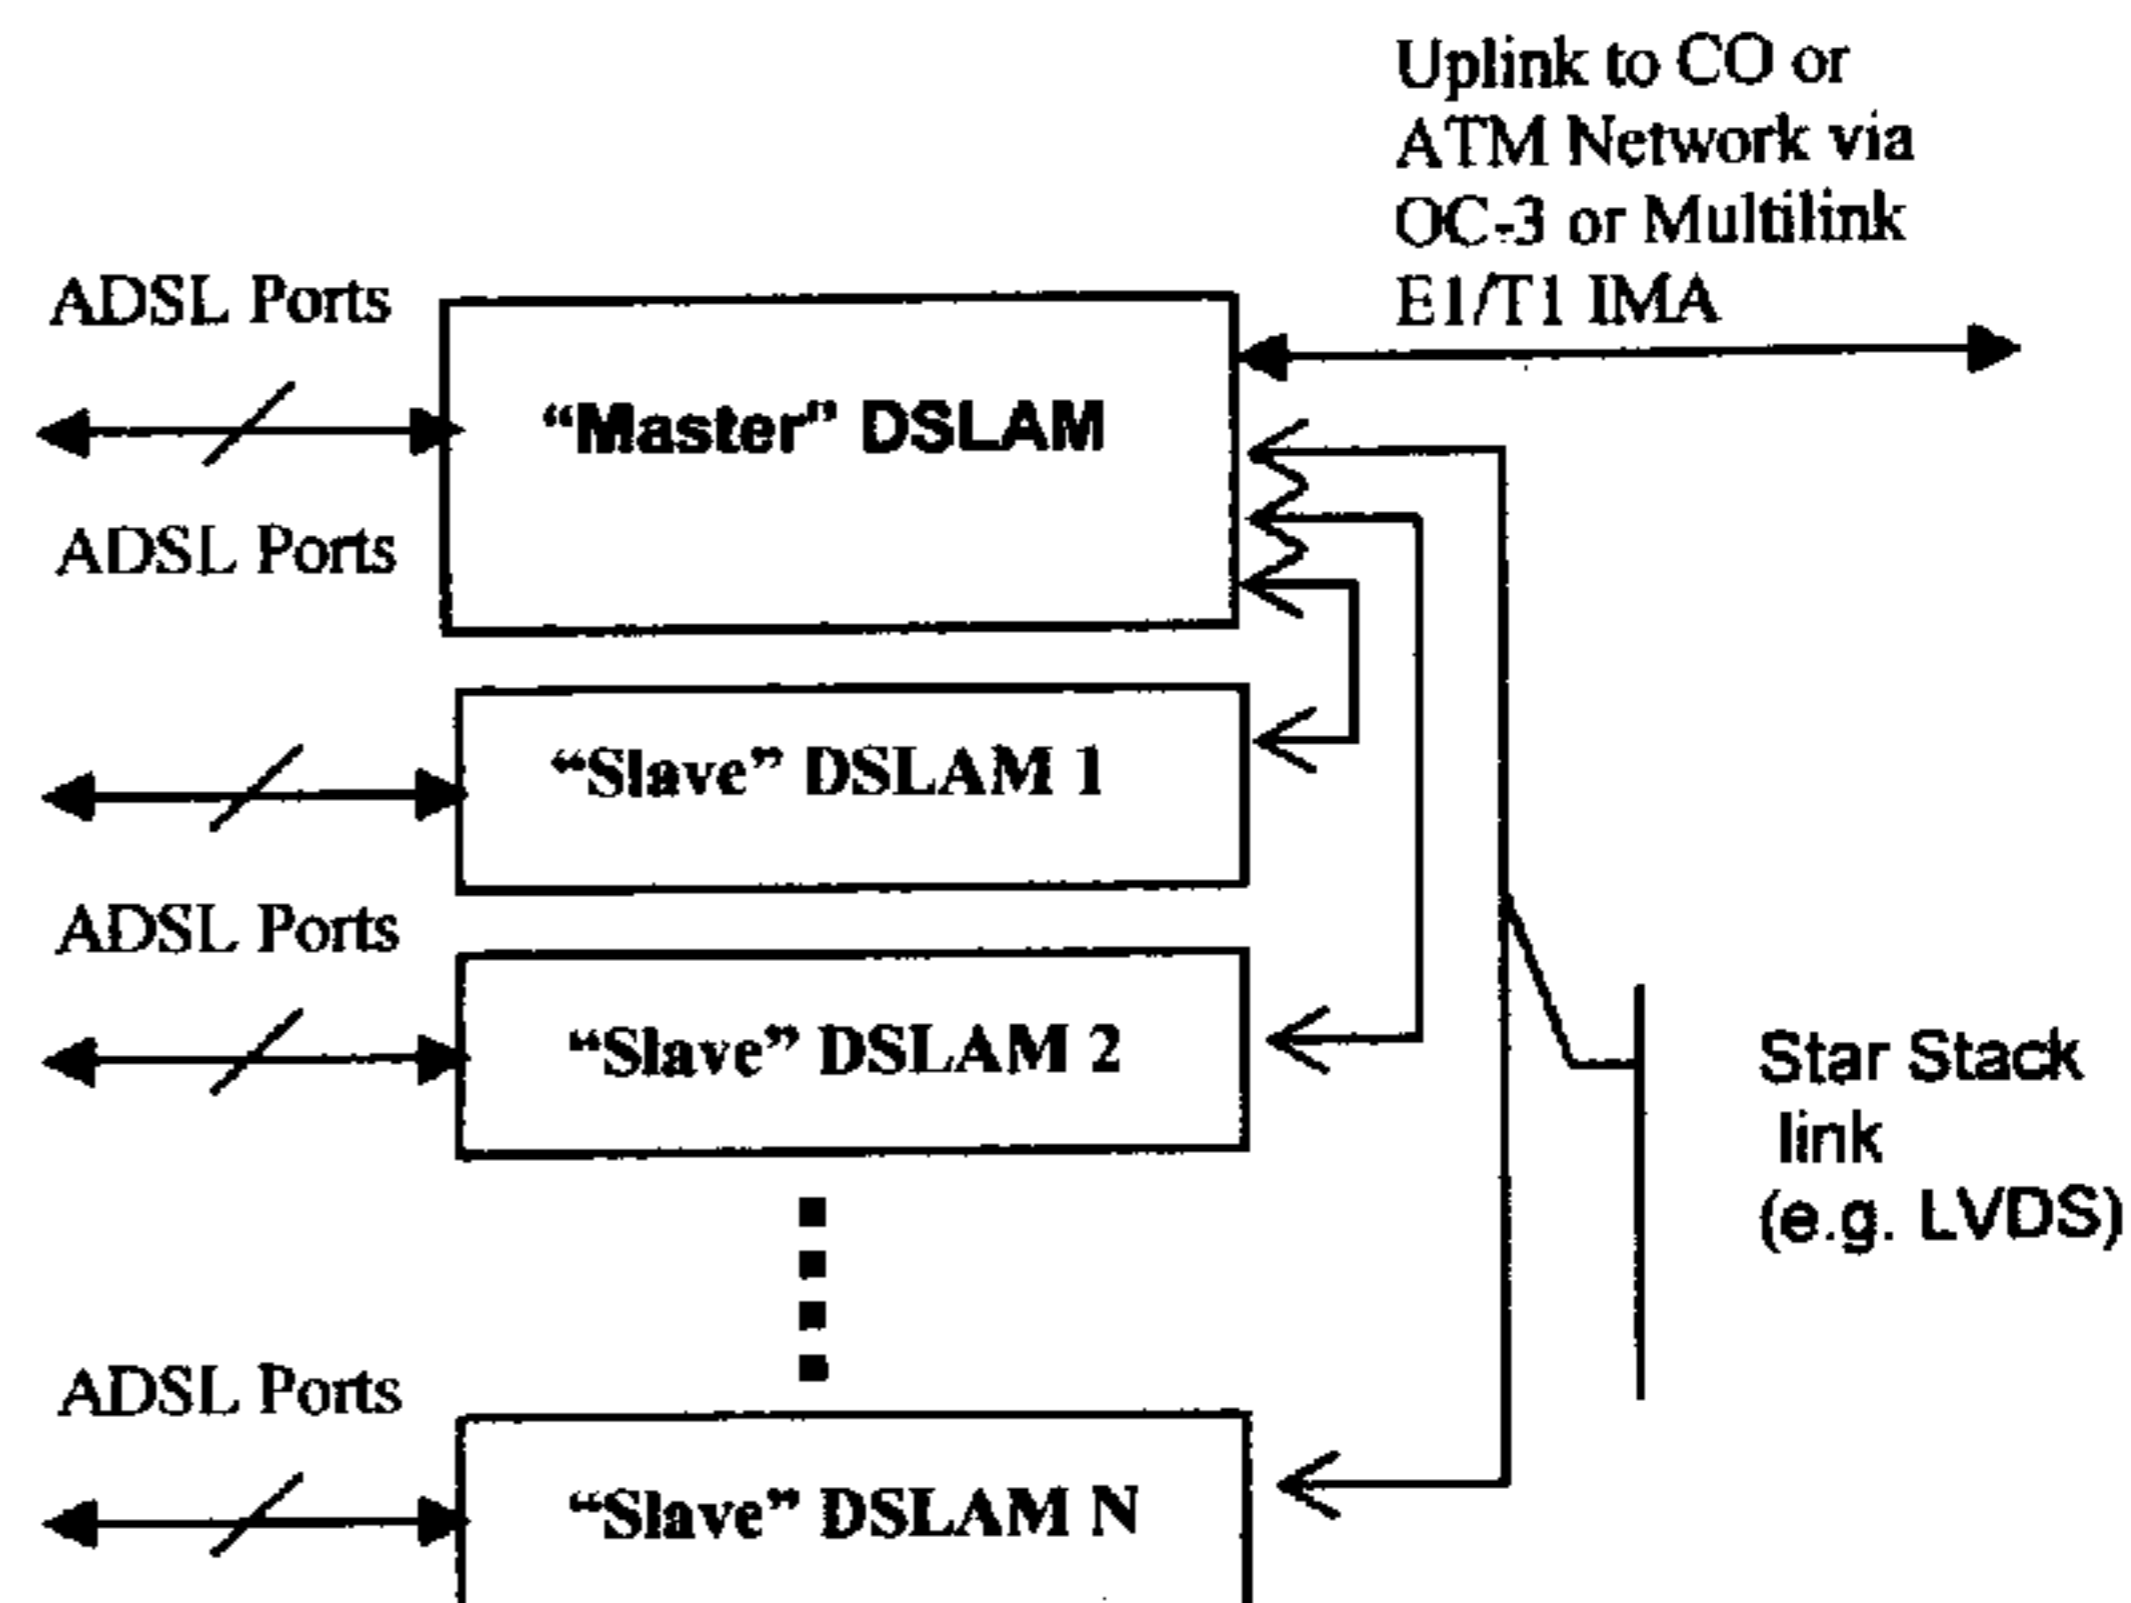 Uplink to CO or
ATM Network via
OC-3 or Multilink
E1/T1 IMA
ADSL Ports
“Master” DSLAM
ADSL Ports
“Slave” DSLAM 1
ADSL Ports
“Slave” DSLAM 2
Star Stack
link
(e.g. LVDS)
ADSL Ports
“Slave” DSLAM N